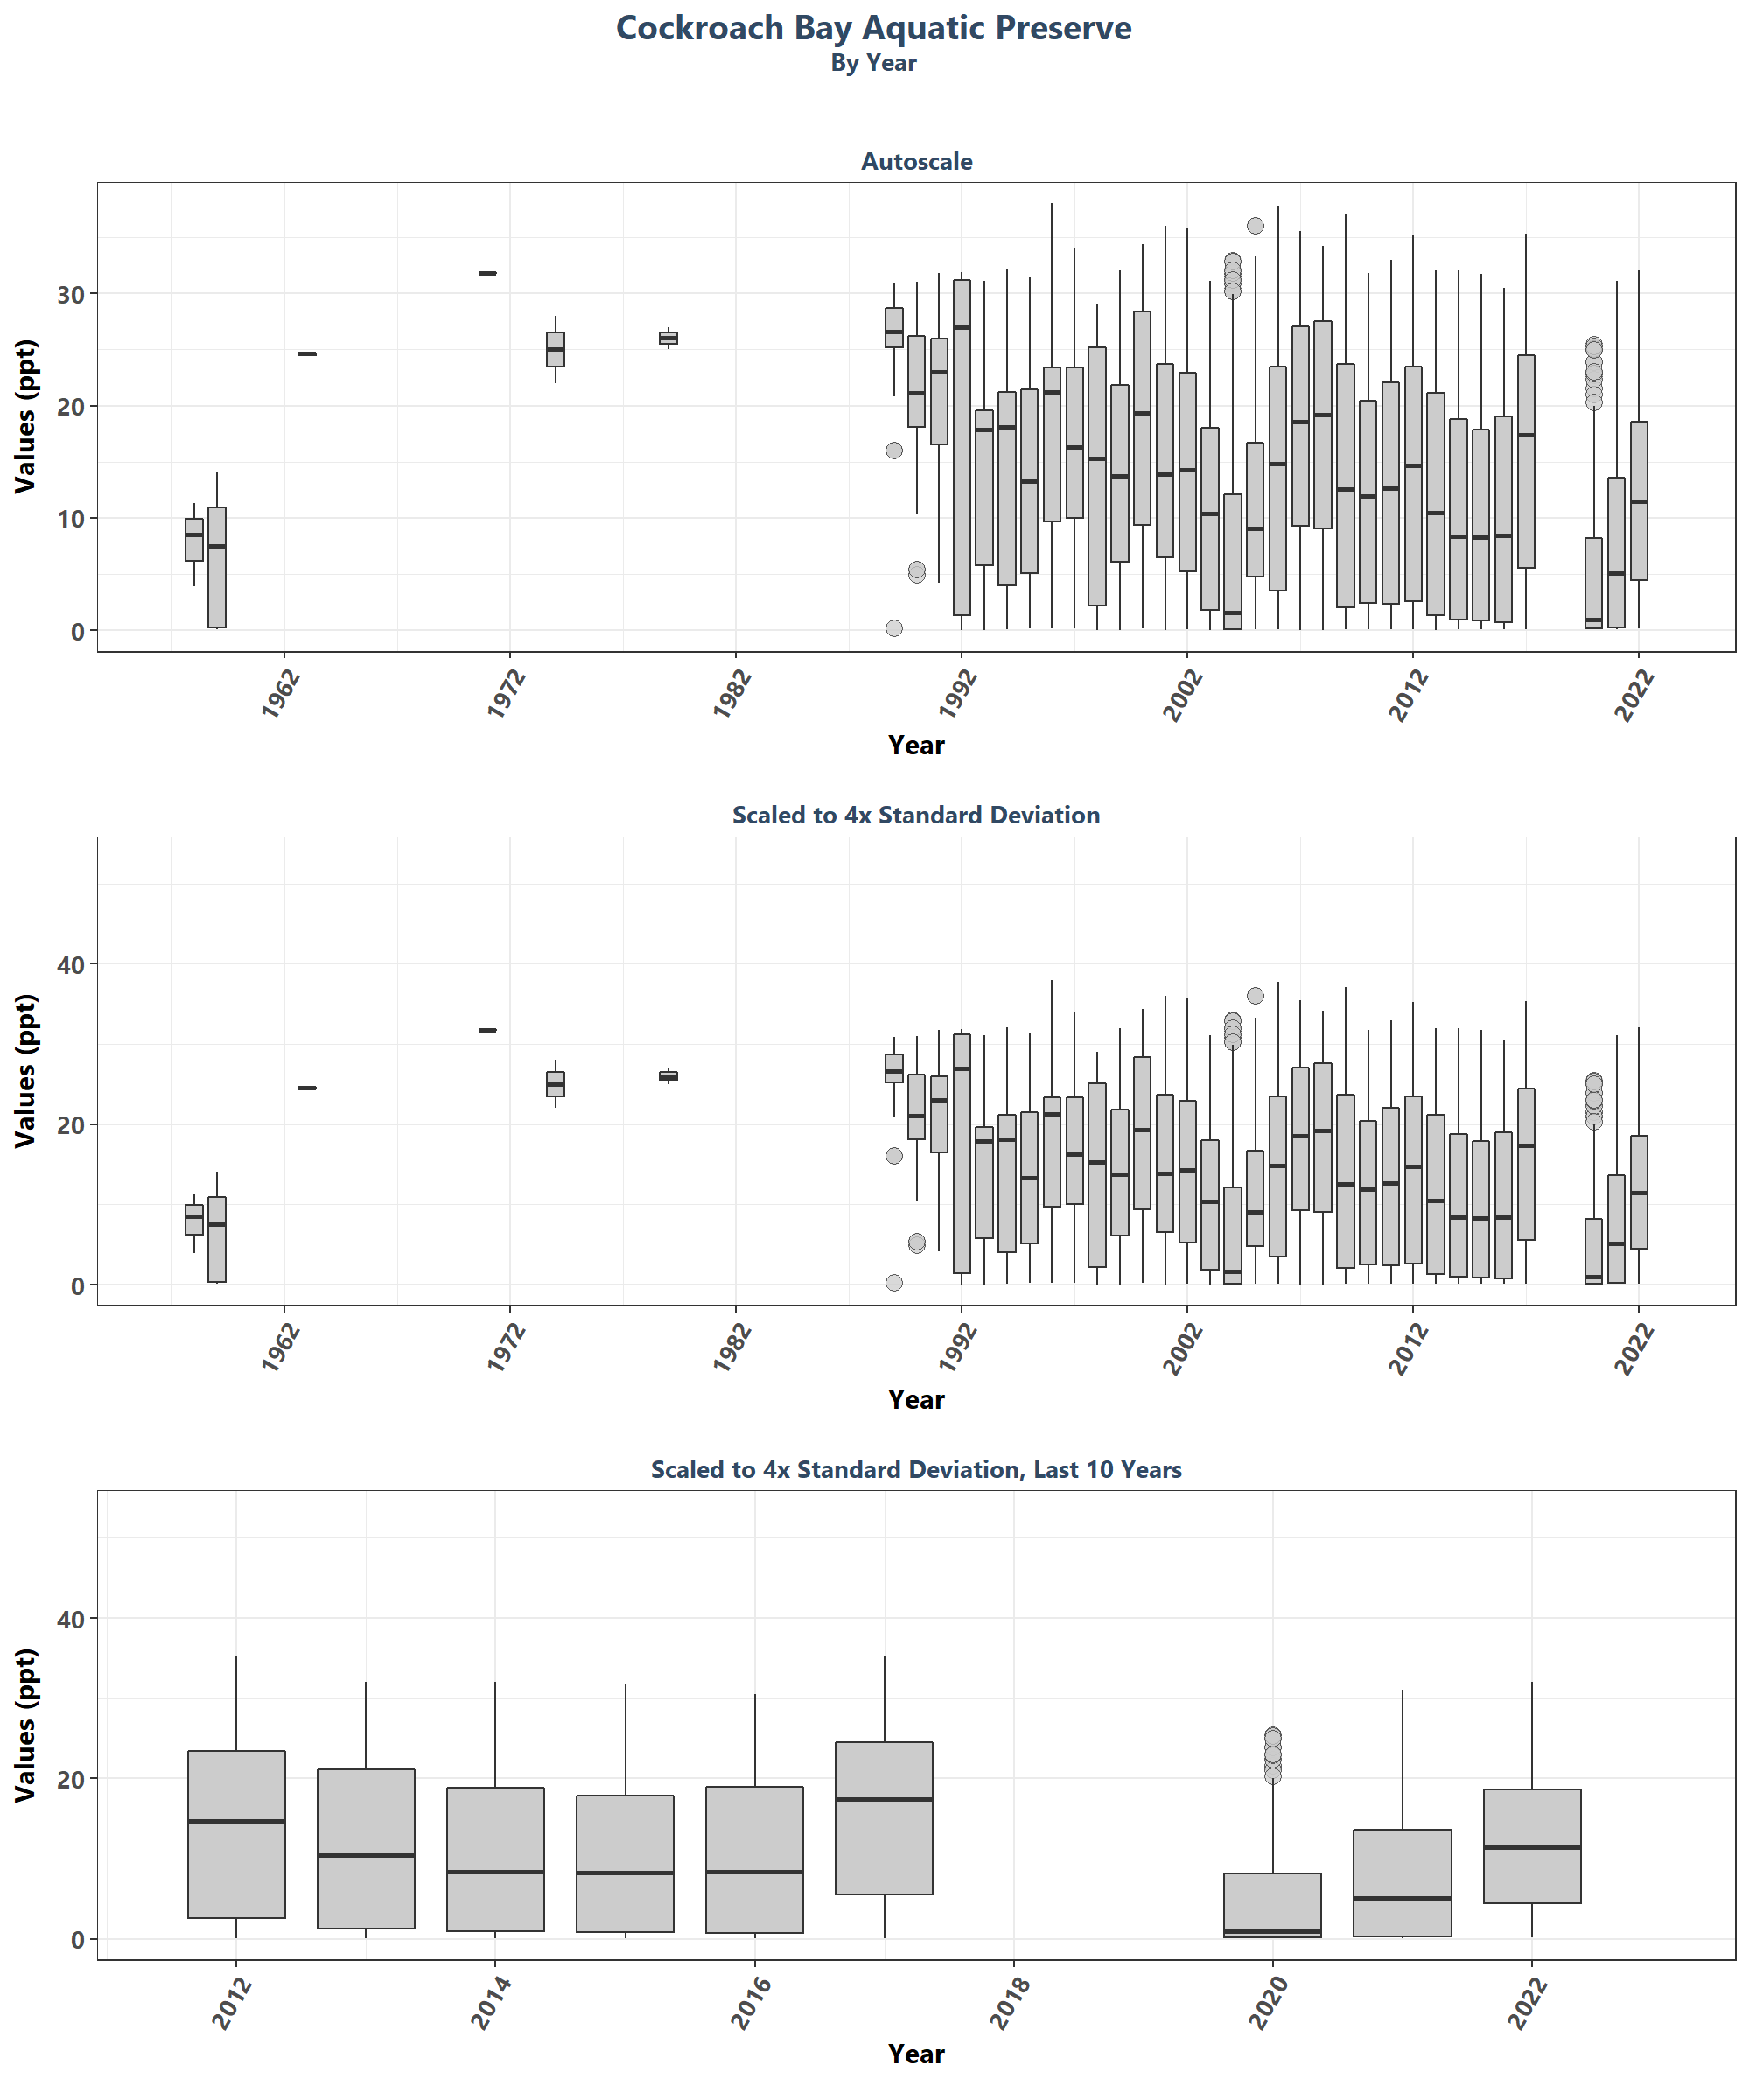 Cockroach Bay Aquatic Preserve
By Year
Autoscale
Values (ppt)
30
20
10
0
1962 1972 1982 1992 2002 2012 2022
Year
Scaled to 4x Standard Deviation
Values (ppt)
40
20
0
1962 1972 1982 1992 2002 2012 2022
Year
Scaled to 4x Standard Deviation, Last 10 Years
Values (ppt)
40
20
0
2012 2014 2016 2018 2020 2022
Year